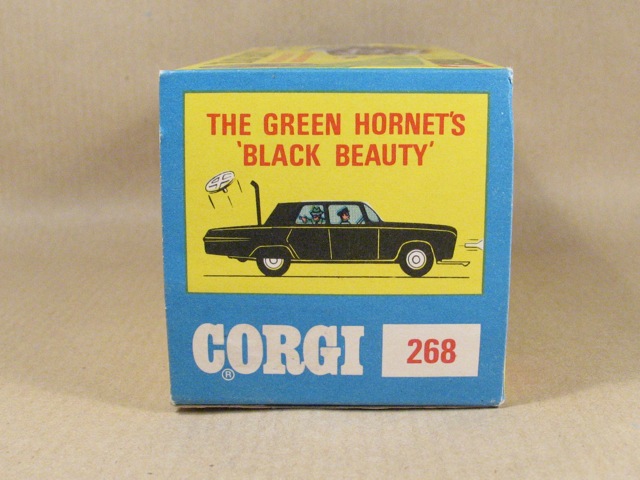 THE GREEN HORNET'S
'BLACK BEAUTY'
CORGI® 268